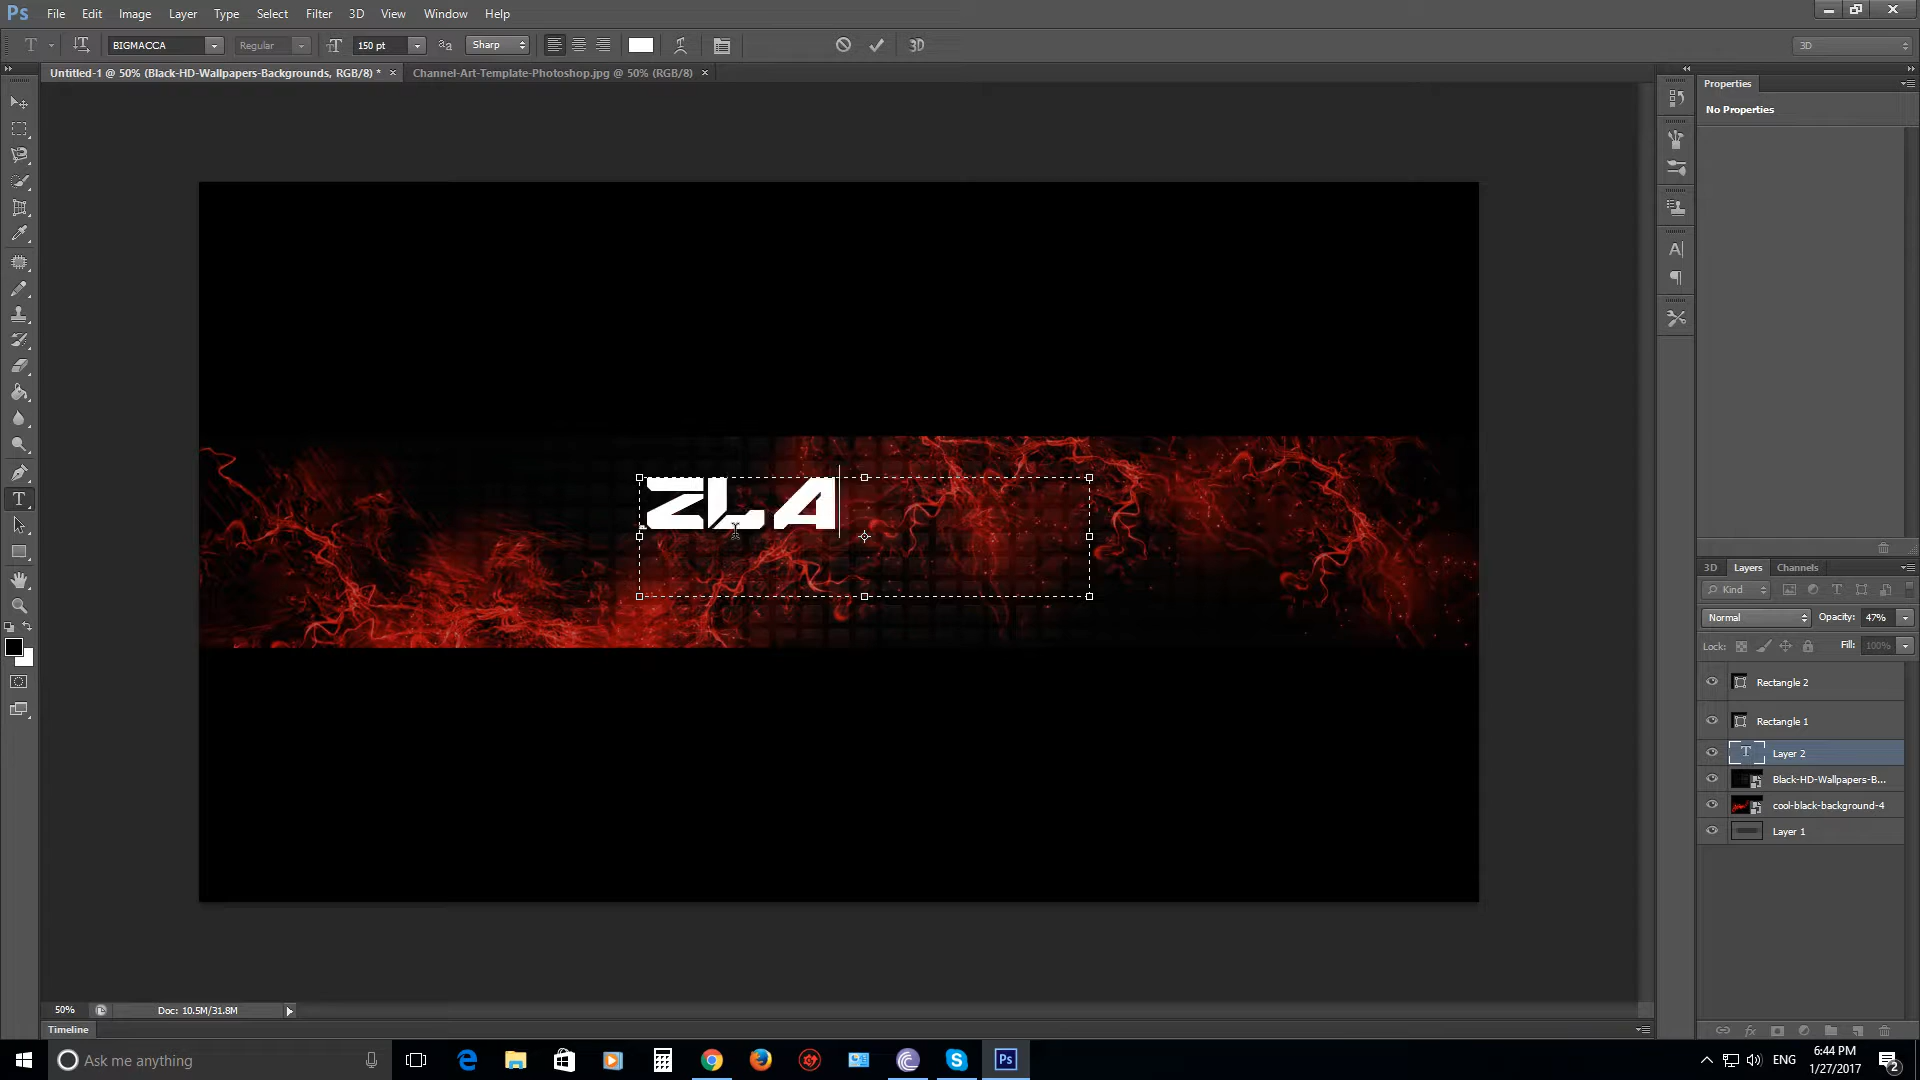 Ps File Edit Image Layer Type Select Filter 3D View Window Help
T BIGMACCA Regular 150 pt aa Sharp 3D 3D
Untitled-1 @ 50% (Black-HD-Wallpapers-Backgrounds, RGB/8) * × Channel-Art-Template-Photoshop.jpg @ 50% (RGB/8) ×
Properties
No Properties
ZLA
3D Layers Channels
Kind
Normal Opacity: 47%
Lock: Fill: 100%
Rectangle 2
Rectangle 1
T Layer 2
Black-HD-Wallpapers-B...
cool-black-background-4
Layer 1
50% Doc: 10.5M/31.8M
Timeline
Ask me anything
Ps
ENG
6:44 PM
1/27/2017
2